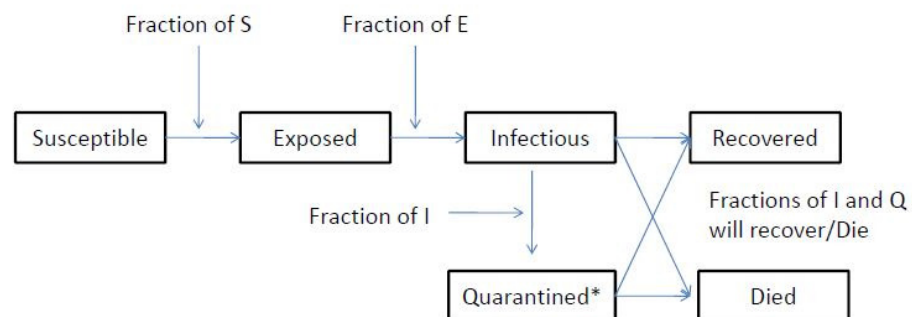 Fraction of S
Fraction of E
Susceptible
Exposed
Infectious
Recovered
Fraction of I
Fractions of I and Q
will recover/Die
Quarantined*
Died